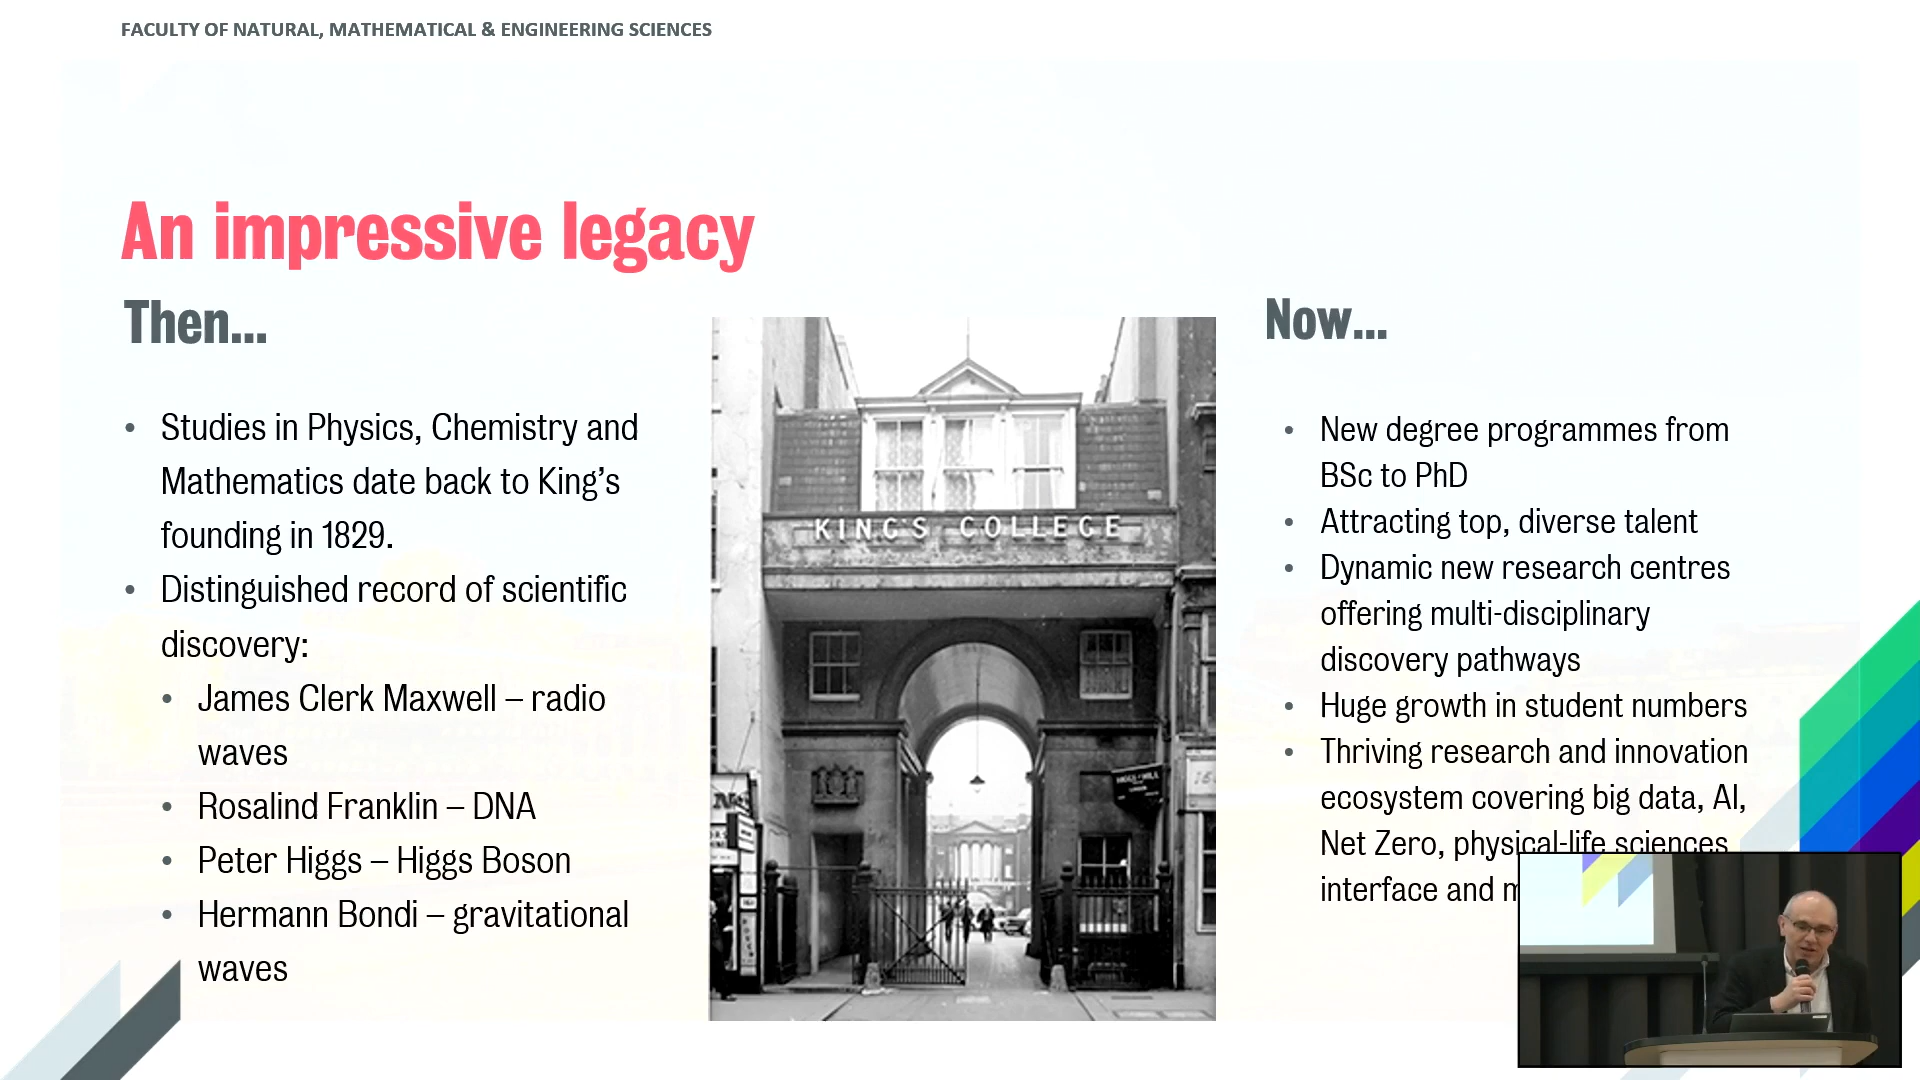 FACULTY OF NATURAL, MATHEMATICAL & ENGINEERING SCIENCES
An impressive legacy
Then...
• Studies in Physics, Chemistry and
Mathematics date back to King’s
founding in 1829.
• Distinguished record of scientific
discovery:
• James Clerk Maxwell – radio
waves
• Rosalind Franklin – DNA
• Peter Higgs – Higgs Boson
• Hermann Bondi – gravitational
waves
KING'S COLLEGE
HIGGS & HILL
LONDON
Now...
• New degree programmes from
BSc to PhD
• Attracting top, diverse talent
• Dynamic new research centres
offering multi-disciplinary
discovery pathways
• Huge growth in student numbers
• Thriving research and innovation
ecosystem covering big data, AI,
Net Zero, physical-life sciences
interface and